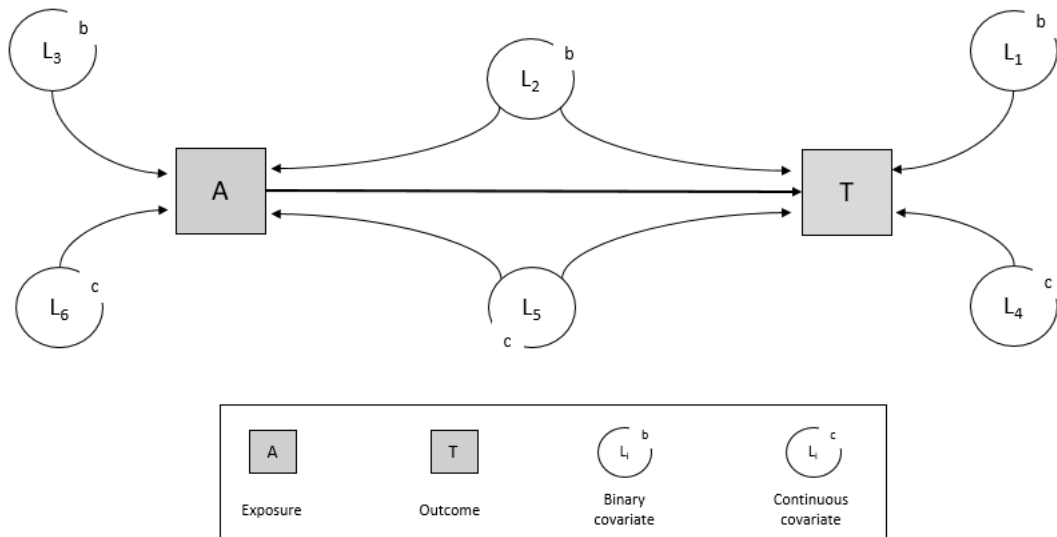 b
L₃
b
L₂
b
L₁
A
T
c
L₆
L₅
c
c
L₄
A
T
b
Lᵢ
c
Lᵢ
Exposure
Outcome
Binary
covariate
Continuous
covariate